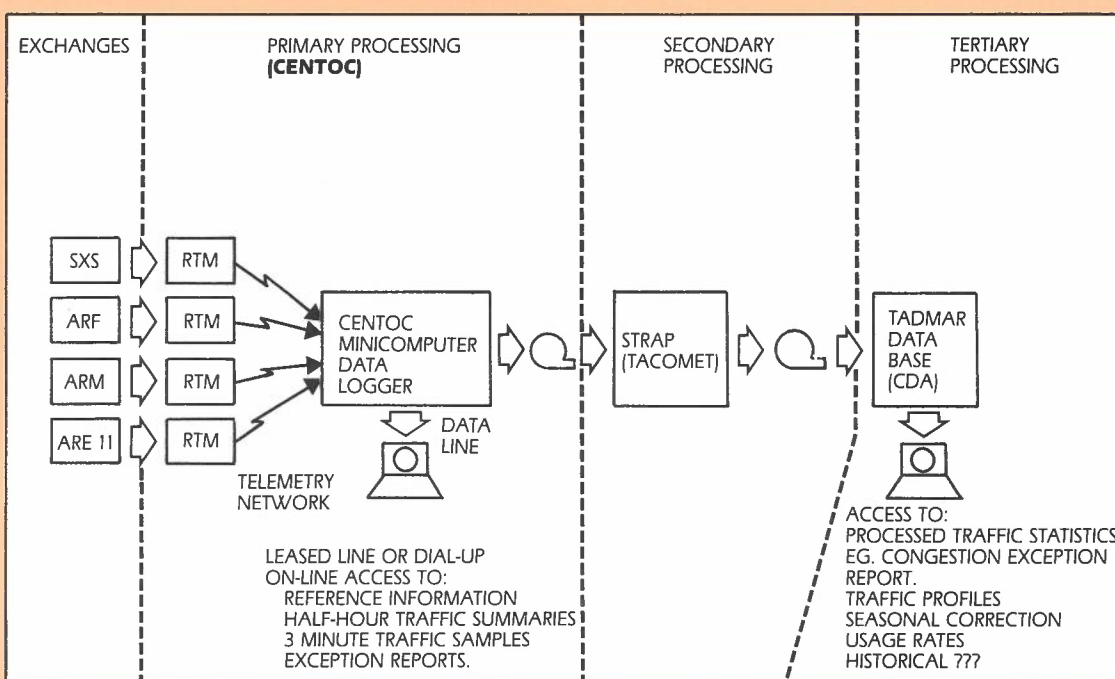 EXCHANGES
PRIMARY PROCESSING
(CENTOC)
SECONDARY
PROCESSING
TERTIARY
PROCESSING
SXS
RTM
ARF
RTM
ARM
RTM
ARE 11
RTM
TELEMETRY
NETWORK
CENTOC
MINICOMPUTER
DATA
LOGGER
DATA
LINE
STRAP
(TACOMET)
TADMAR
DATA
BASE
(CDA)
LEASED LINE OR DIAL-UP
ON-LINE ACCESS TO:
REFERENCE INFORMATION
HALF-HOUR TRAFFIC SUMMARIES
3 MINUTE TRAFFIC SAMPLES
EXCEPTION REPORTS.
ACCESS TO:
PROCESSED TRAFFIC STATISTICS
EG. CONGESTION EXCEPTION
REPORT.
TRAFFIC PROFILES
SEASONAL CORRECTION
USAGE RATES
HISTORICAL ???